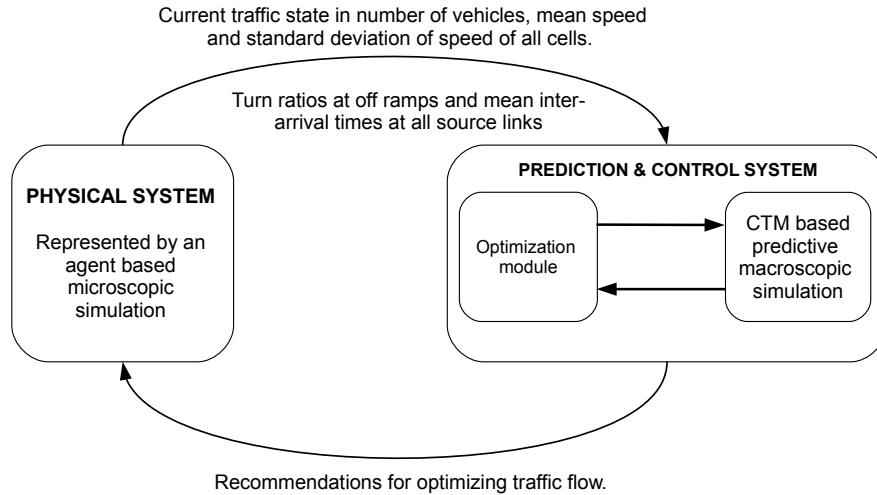 Current traffic state in number of vehicles, mean speed
and standard deviation of speed of all cells.
Turn ratios at off ramps and mean inter-
arrival times at all source links
PHYSICAL SYSTEM
Represented by an
agent based
microscopic
simulation
PREDICTION & CONTROL SYSTEM
Optimization
module
CTM based
predictive
macroscopic
simulation
Recommendations for optimizing traffic flow.